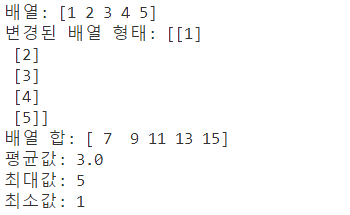 배열: [1 2 3 4 5]
변경된 배열 형태: [[1]
 [2]
 [3]
 [4]
 [5]]
배열 합: [ 7  9 11 13 15]
평균값: 3.0
최대값: 5
최소값: 1